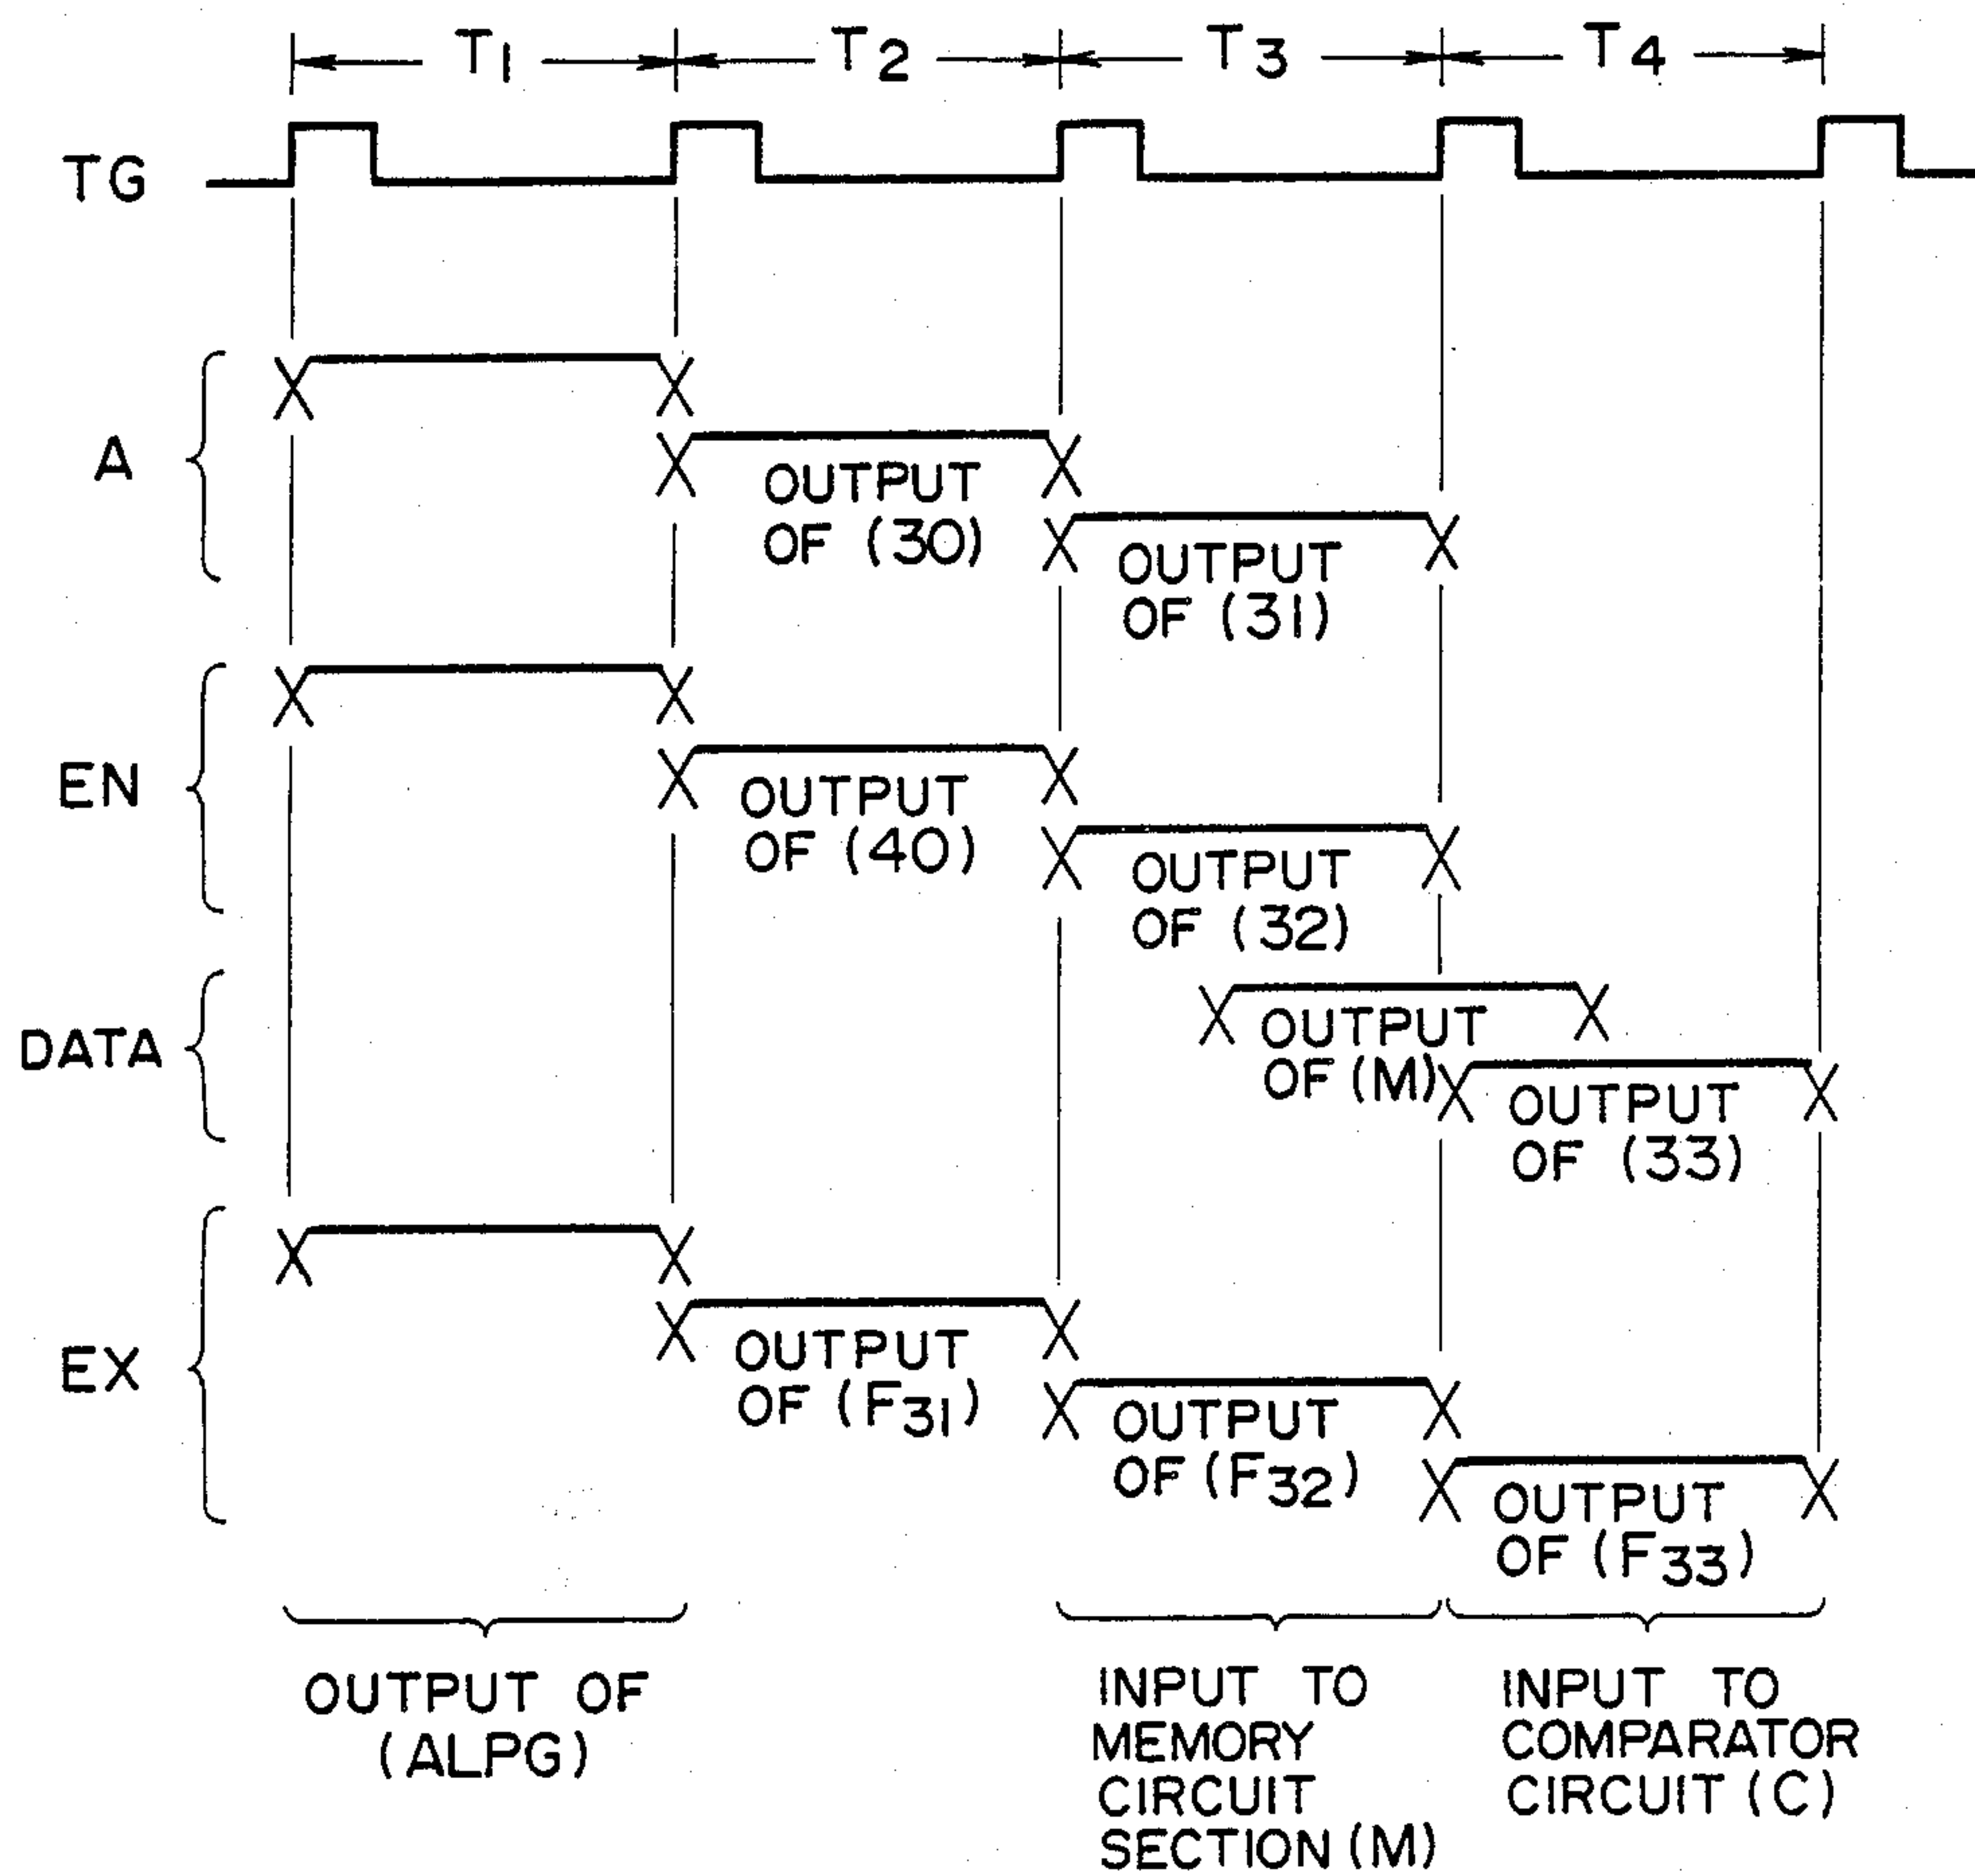 T1 T2 T3 T4
TG
A
OUTPUT
OF (30)
OUTPUT
OF (31)
EN
OUTPUT
OF (40)
OUTPUT
OF (32)
DATA
OUTPUT
OF (M)
OUTPUT
OF (33)
EX
OUTPUT
OF (F31)
OUTPUT
OF (F32)
OUTPUT
OF (F33)
OUTPUT OF
(ALPG)
INPUT TO
MEMORY
CIRCUIT
SECTION (M)
INPUT TO
COMPARATOR
CIRCUIT (C)